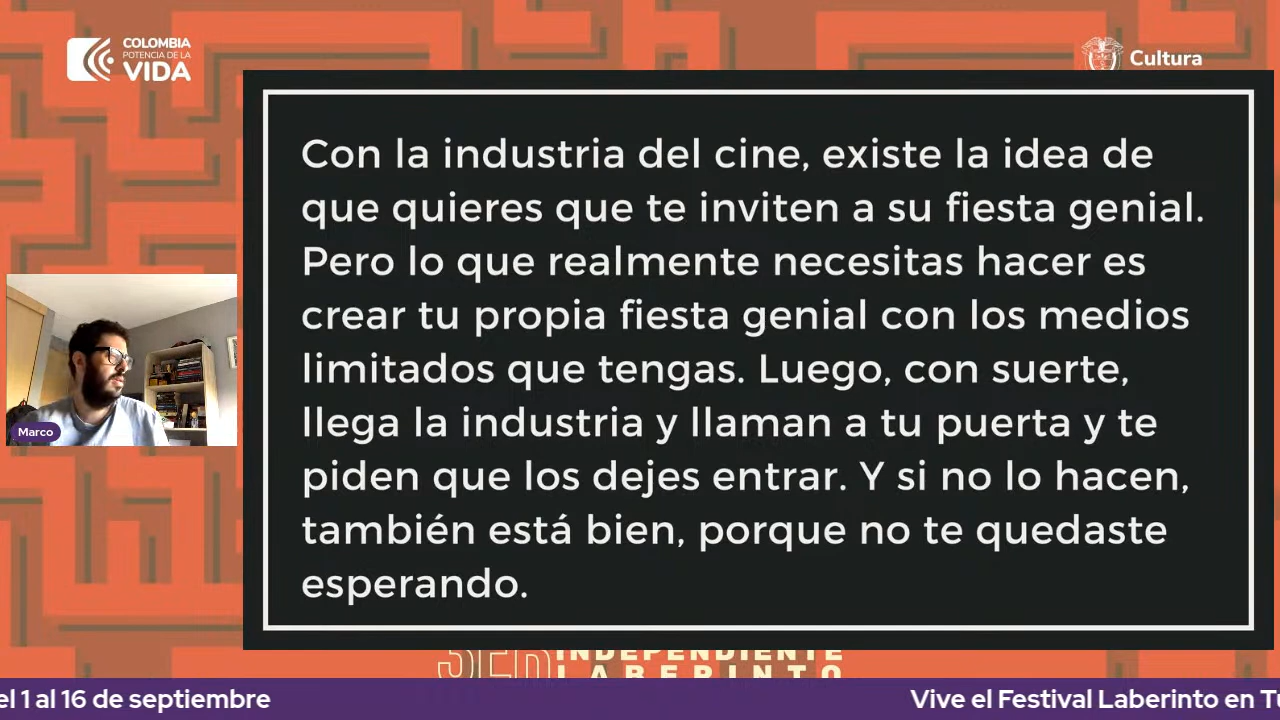 COLOMBIA
POTENCIA DE LA
VIDA
Cultura
Con la industria del cine, existe la idea de
que quieres que te inviten a su fiesta genial.
Pero lo que realmente necesitas hacer es
crear tu propia fiesta genial con los medios
limitados que tengas. Luego, con suerte,
llega la industria y llaman a tu puerta y te
piden que los dejes entrar. Y si no lo hacen,
también está bien, porque no te quedaste
esperando.
Marco
SER INDEPENDIENTE
LABERINTO
el 1 al 16 de septiembre
Vive el Festival Laberinto en Tu